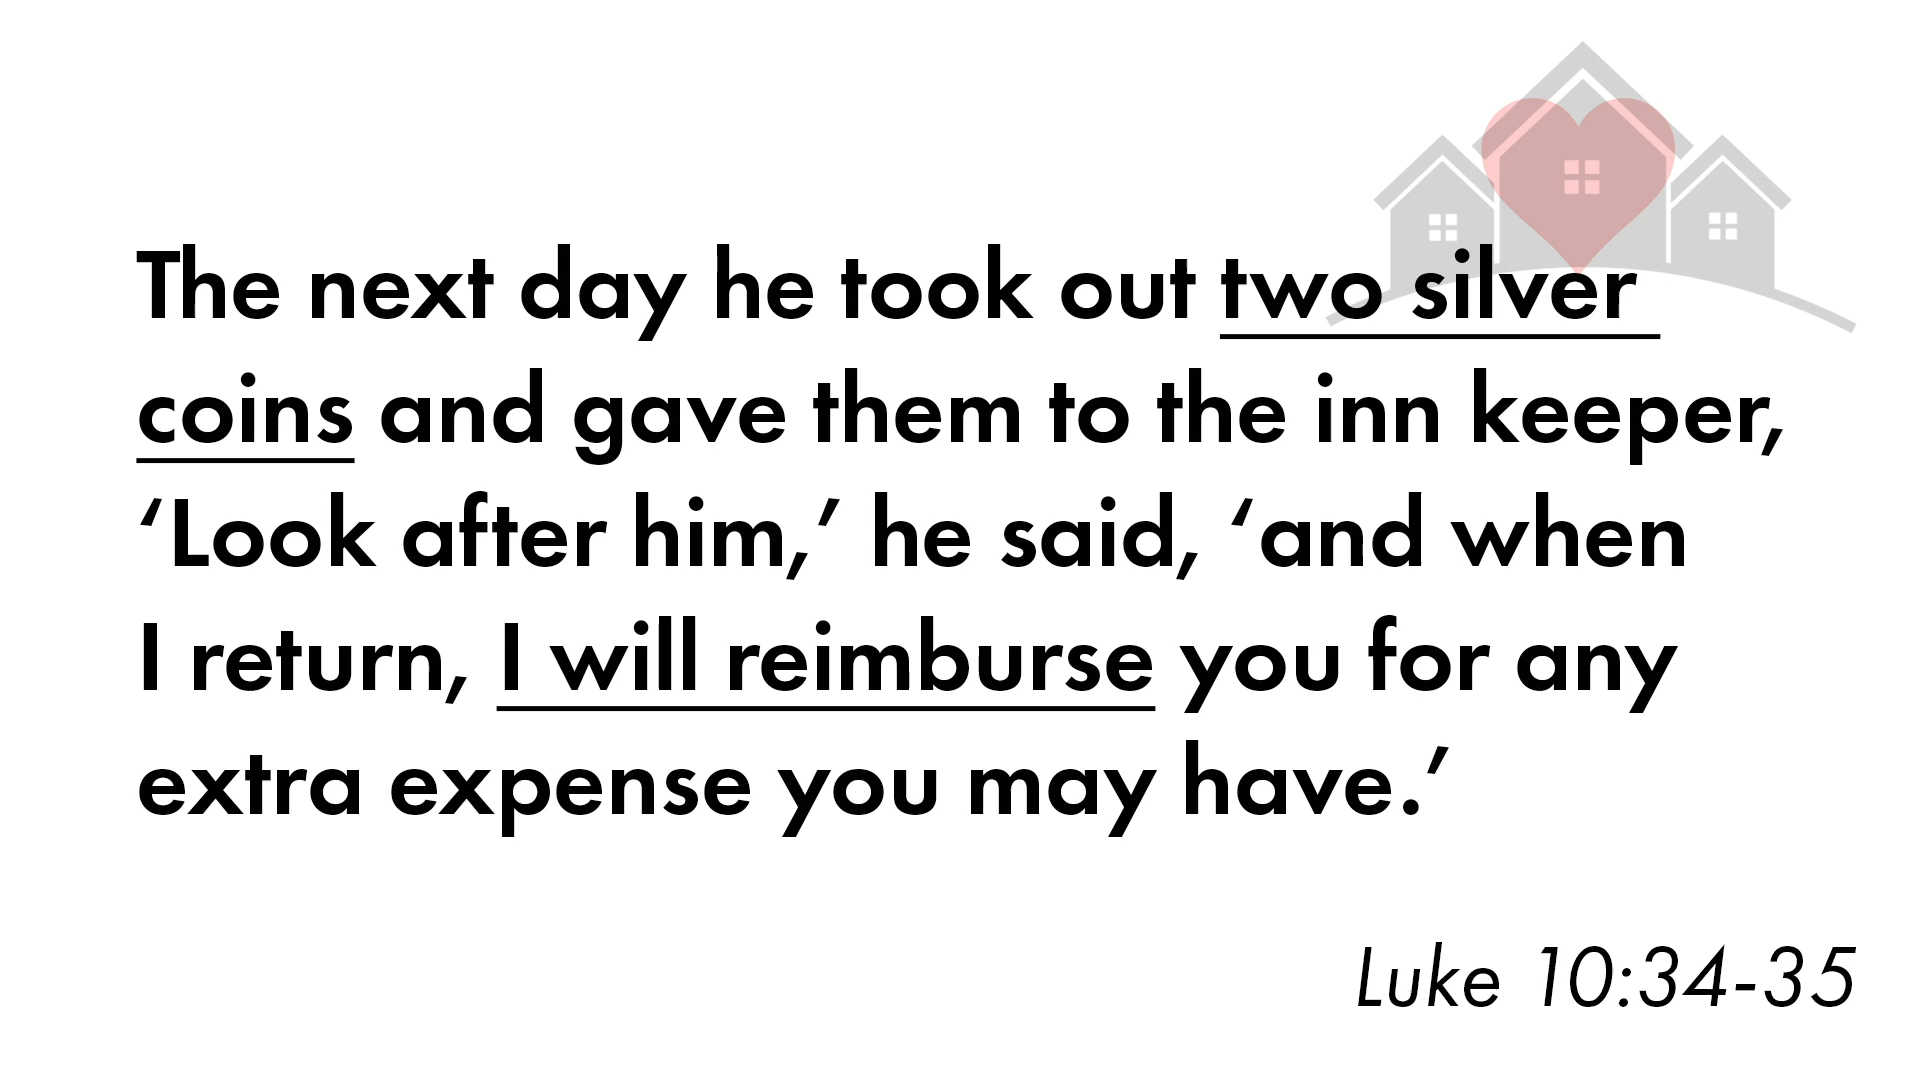 The next day he took out two silver
coins and gave them to the inn keeper,
‘Look after him,’ he said, ‘and when
I return, I will reimburse you for any
extra expense you may have.’
Luke 10:34-35